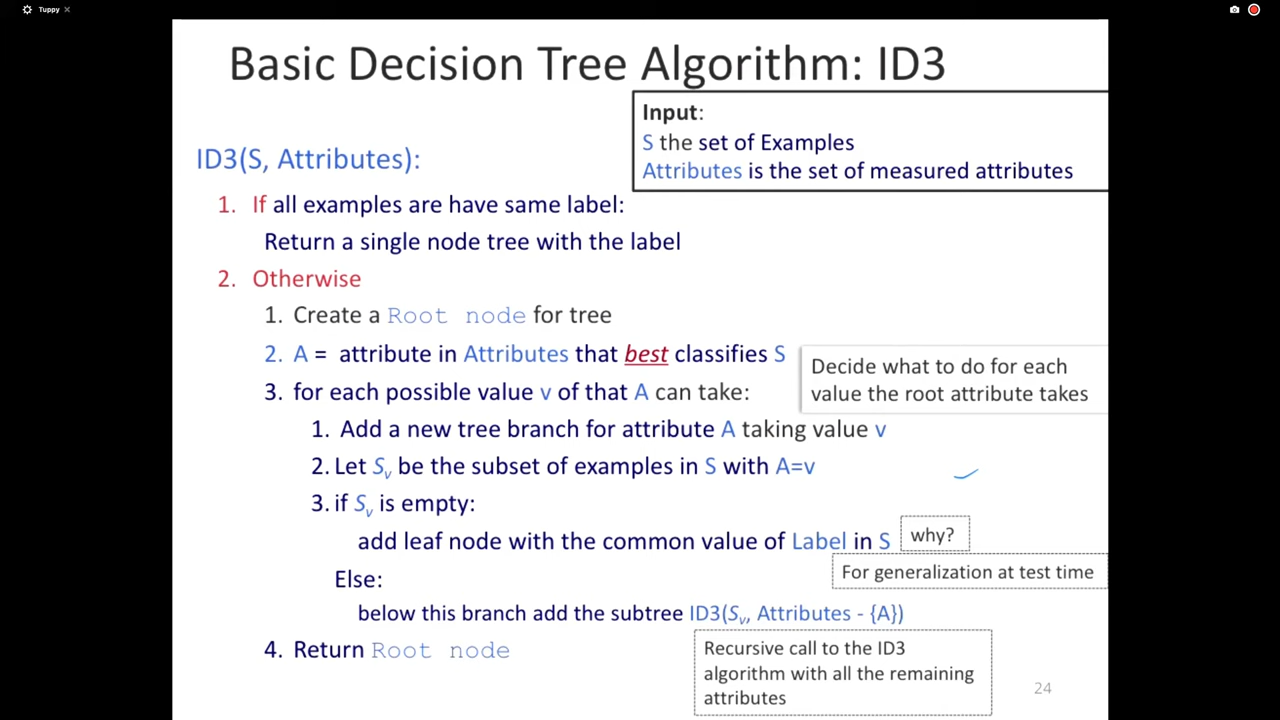 Tuppy
Basic Decision Tree Algorithm: ID3
Input:
S the set of Examples
Attributes is the set of measured attributes
ID3(S, Attributes):
1. If all examples are have same label:
Return a single node tree with the label
2. Otherwise
1. Create a Root node for tree
2. A = attribute in Attributes that best classifies S
3. for each possible value v of that A can take:
Decide what to do for each
value the root attribute takes
1. Add a new tree branch for attribute A taking value v
2. Let Sv be the subset of examples in S with A=v
3. if Sv is empty:
add leaf node with the common value of Label in S
why?
For generalization at test time
Else:
below this branch add the subtree ID3(Sv, Attributes - {A})
4. Return Root node
Recursive call to the ID3
algorithm with all the remaining
attributes
24